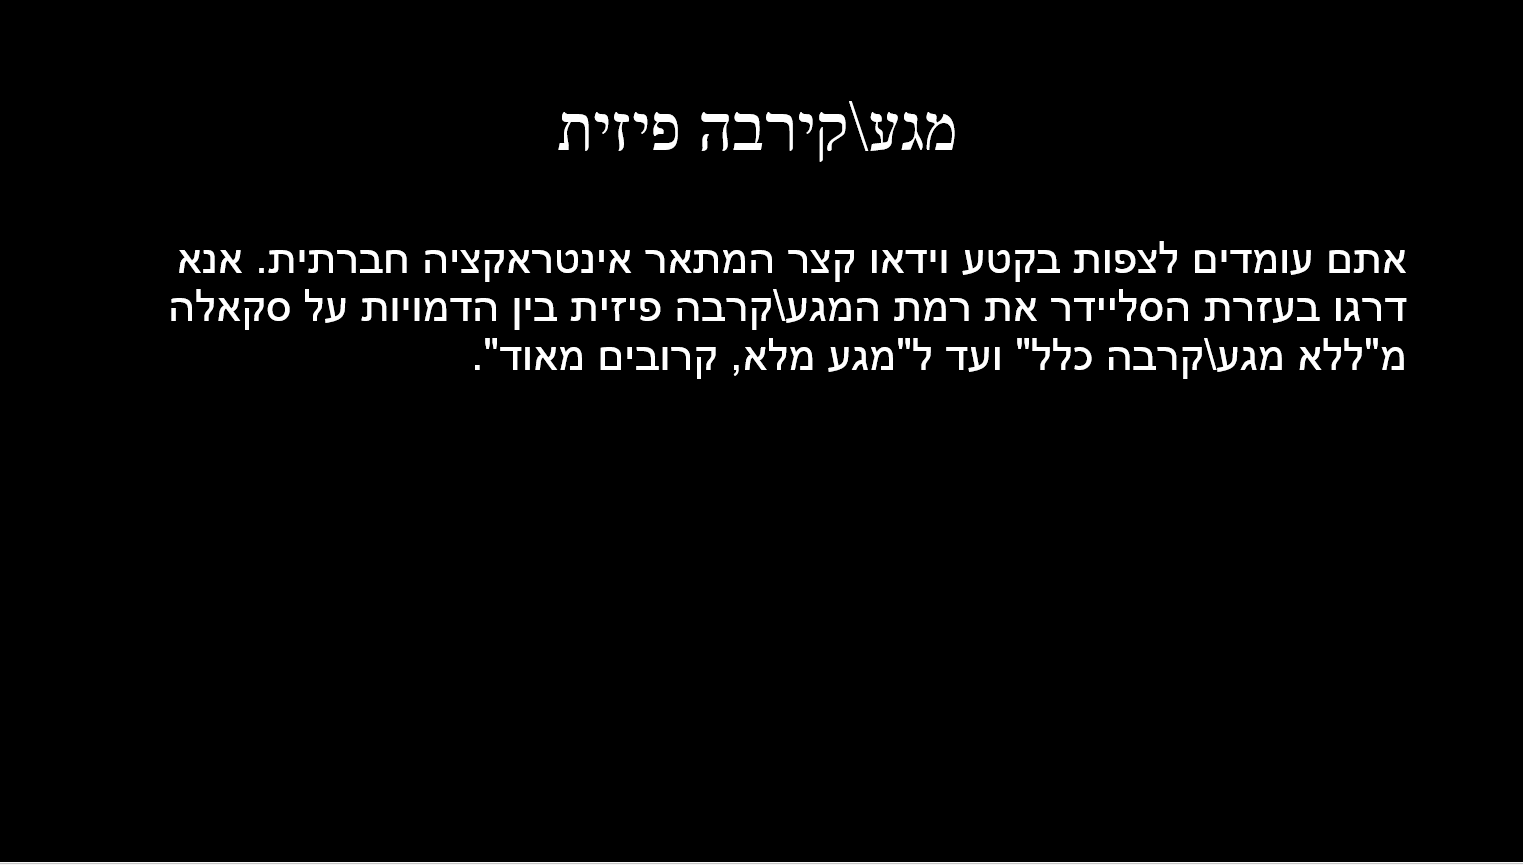 מגע\קירבה פיזית
אתם עומדים לצפות בקטע וידאו קצר המתאר אינטראקציה חברתית. אנא
דרגו בעזרת הסליידר את רמת המגע\קרבה פיזית בין הדמויות על סקאלה
מ"ללא מגע\קרבה כלל" ועד ל"מגע מלא, קרובים מאוד".